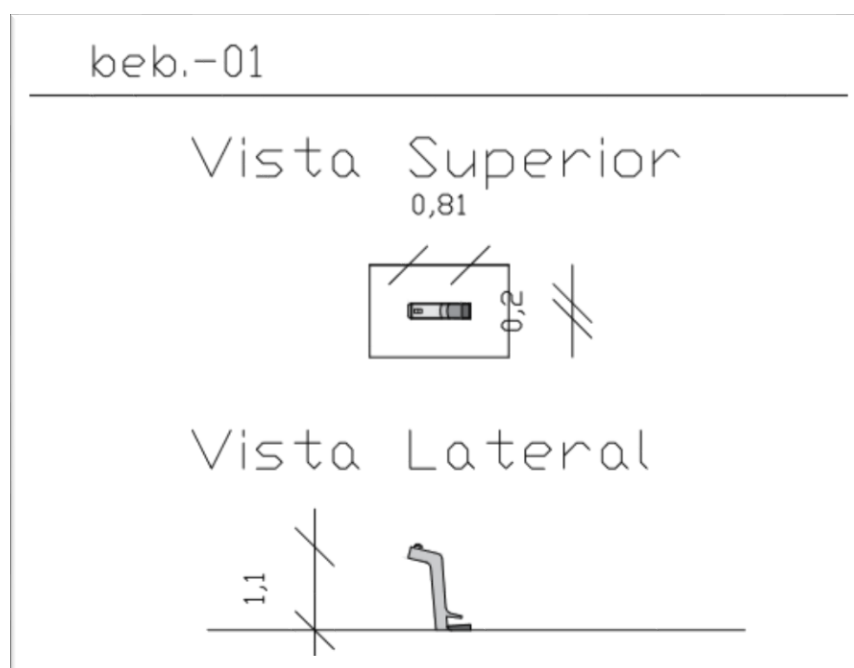 beb.-01
Vista Superior
0,81
0,2
Vista Lateral
1,1